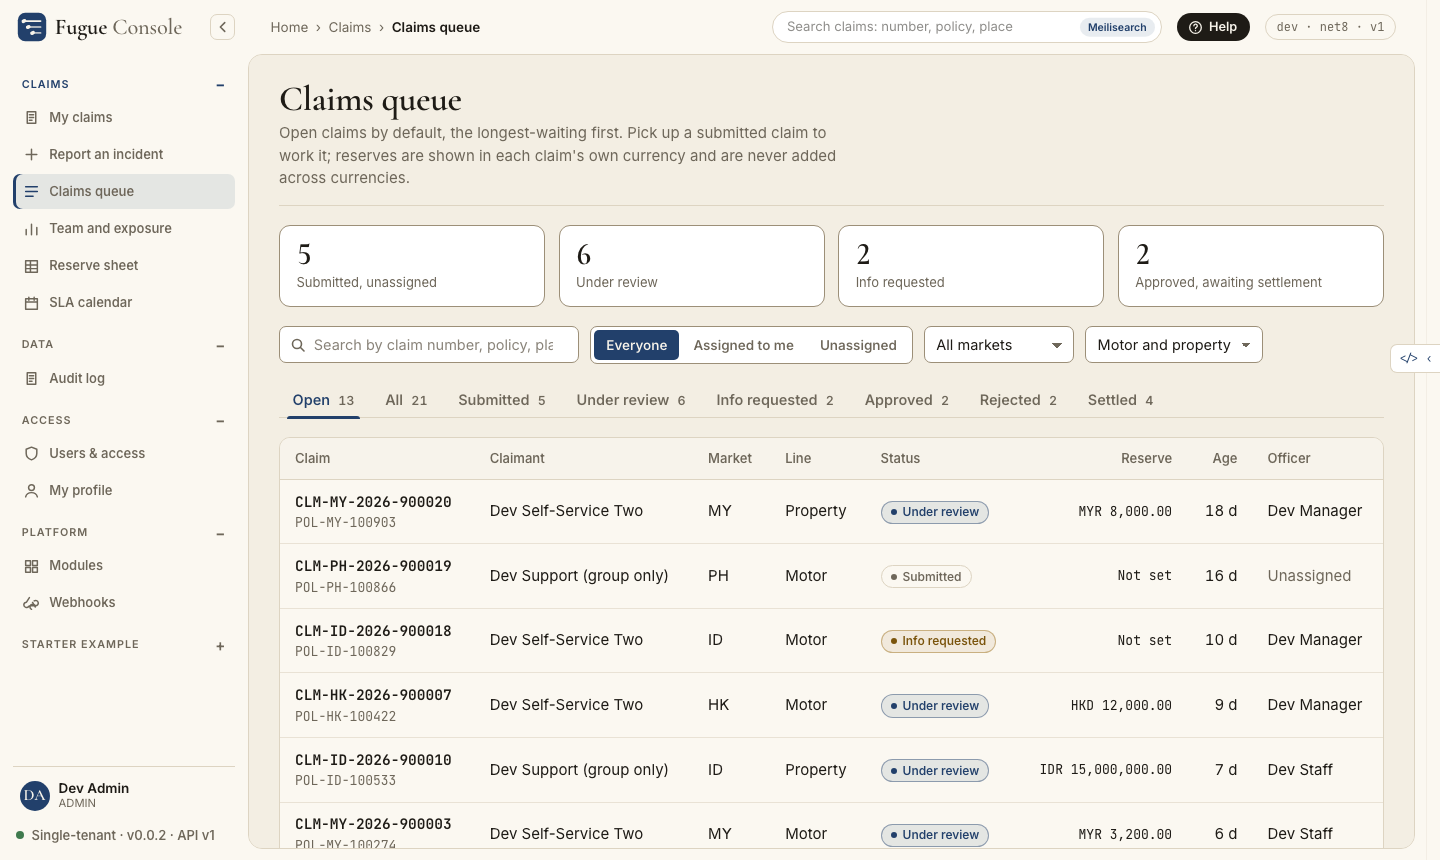 Fugue Console
Home › Claims › Claims queue
Search claims: number, policy, place
Meilisearch
Help
dev · net8 · v1
CLAIMS
My claims
Report an incident
Claims queue
Team and exposure
Reserve sheet
SLA calendar
DATA
Audit log
ACCESS
Users & access
My profile
PLATFORM
Modules
Webhooks
STARTER EXAMPLE
DA
Dev Admin
ADMIN
Single-tenant · v0.0.2 · API v1
Claims queue
Open claims by default, the longest-waiting first. Pick up a submitted claim to
work it; reserves are shown in each claim's own currency and are never added
across currencies.
5
Submitted, unassigned
6
Under review
2
Info requested
2
Approved, awaiting settlement
Search by claim number, policy, pla
Everyone Assigned to me Unassigned
All markets
Motor and property
</> ‹
Open 13 All 21 Submitted 5 Under review 6 Info requested 2 Approved 2 Rejected 2 Settled 4
Claim Claimant Market Line Status Reserve Age Officer
CLM-MY-2026-900020 Dev Self-Service Two MY Property Under review MYR 8,000.00 18 d Dev Manager
POL-MY-100903
CLM-PH-2026-900019 Dev Support (group only) PH Motor Submitted Not set 16 d Unassigned
POL-PH-100866
CLM-ID-2026-900018 Dev Self-Service Two ID Motor Info requested Not set 10 d Dev Manager
POL-ID-100829
CLM-HK-2026-900007 Dev Self-Service Two HK Motor Under review HKD 12,000.00 9 d Dev Manager
POL-HK-100422
CLM-ID-2026-900010 Dev Support (group only) ID Property Under review IDR 15,000,000.00 7 d Dev Staff
POL-ID-100533
CLM-MY-2026-900003 Dev Self-Service Two MY Motor Under review MYR 3,200.00 6 d Dev Staff
POL-MY-100274